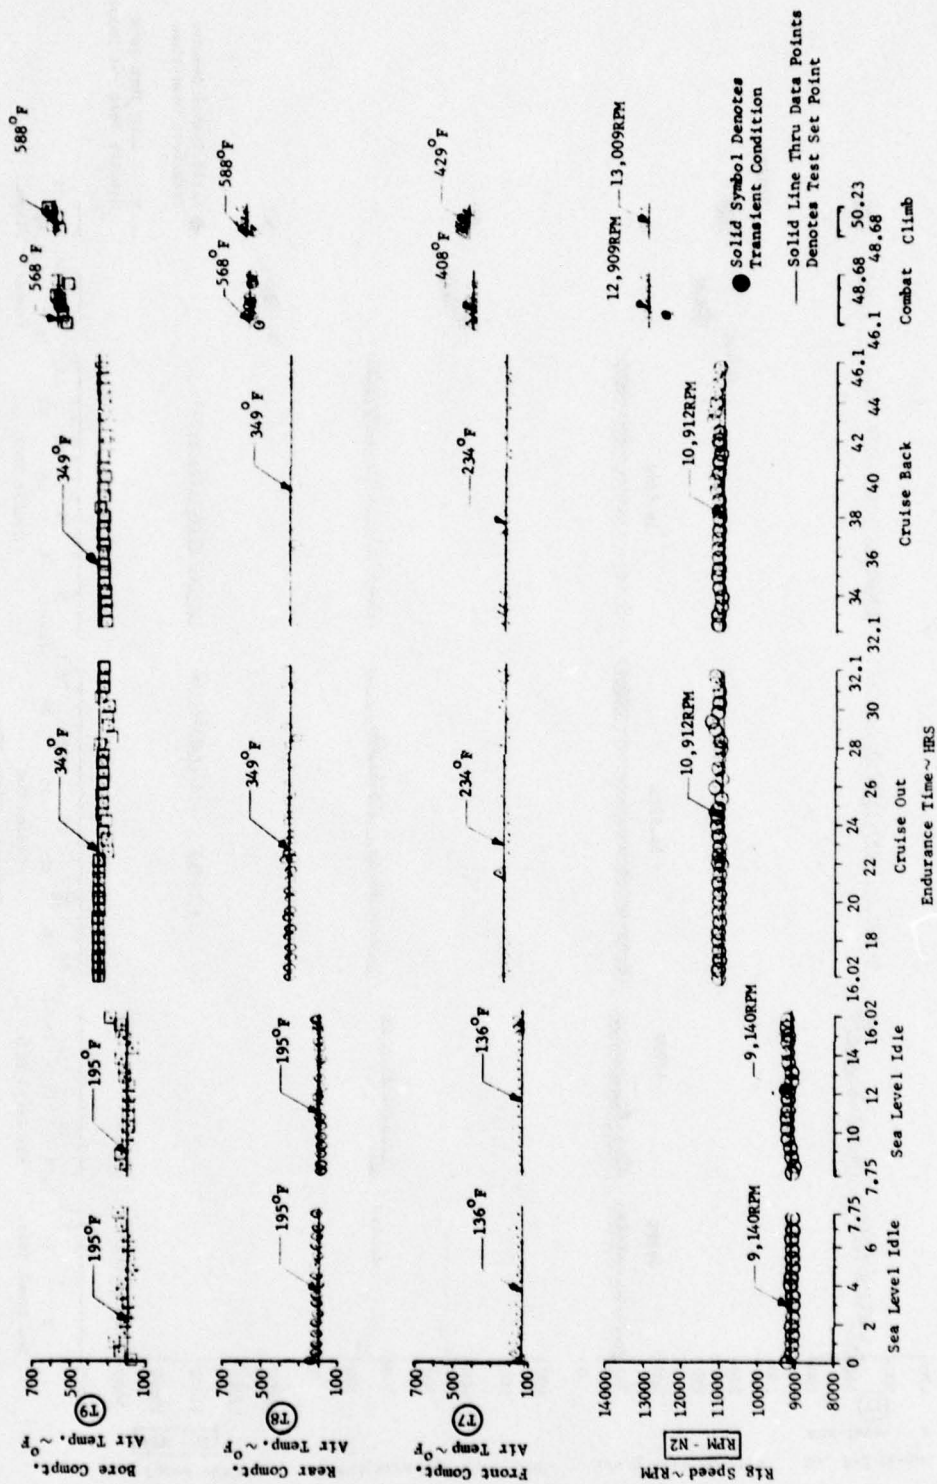 Bore Compt.
Air Temp. ~ °F
T9
700
500
100
195°F
195°F
349°F
349°F
568°F
588°F
Rear Compt.
Air Temp. ~ °F
T8
700
500
100
195°F
195°F
349°F
349°F
568°F
588°F
Front Compt.
Air Temp ~ °F
T7
700
500
100
136°F
136°F
234°F
234°F
408°F
429°F
Rig Speed ~ RPM
RPM - N2
14000
13000
12000
11000
10000
9000
8000
9,140RPM
9,140RPM
10,912RPM
10,912RPM
12,909RPM
13,009RPM
Solid Symbol Denotes
Transient Condition
Solid Line Thru Data Points
Denotes Test Set Point
0 2 4 6 7.75
Sea Level Idle
7.75 10 12 14 16.02
Sea Level Idle
16.02 18 20 22 24 26 28 30 32.1
Cruise Out
32.1 34 36 38 40 42 44 46.1
Cruise Back
46.1 48.68
Combat
48.68 50.23
Climb
Endurance Time ~ HRS